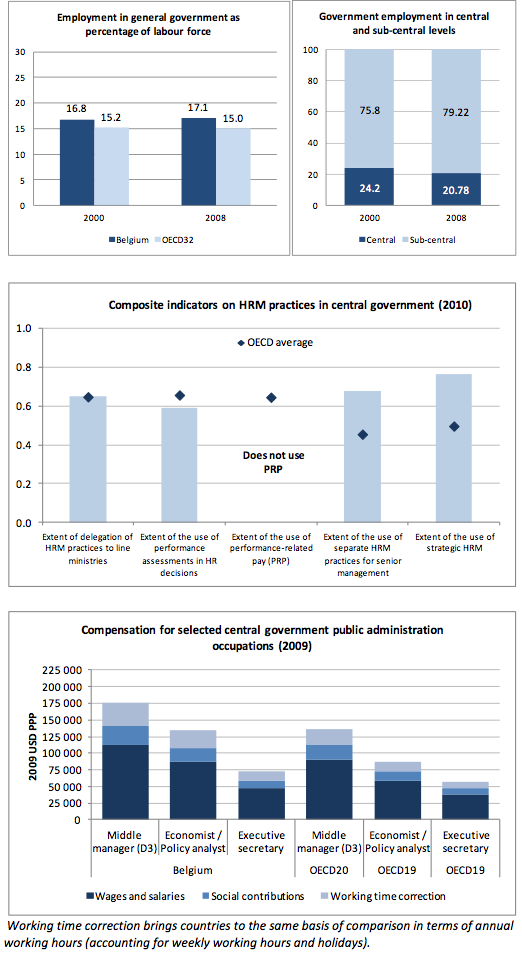 Employment in general government as
percentage of labour force
30
25
20
15
10
5
0
16.8
15.2
17.1
15.0
2000
2008
Belgium
OECD32
Government employment in central
and sub-central levels
100
80
60
40
20
0
75.8
79.22
24.2
20.78
2000
2008
Central
Sub-central
Composite indicators on HRM practices in central government (2010)
1.0
0.8
0.6
0.4
0.2
0.0
OECD average
Does not use
PRP
Extent of delegation of
HRM practices to line
ministries
Extent of the use of
performance
assessments in HR
decisions
Extent of the use of
performance-related
pay (PRP)
Extent of the use of
separate HRM
practices for senior
management
Extent of the use of
strategic HRM
Compensation for selected central government public administration
occupations (2009)
2009 USD PPP
225 000
200 000
175 000
150 000
125 000
100 000
75 000
50 000
25 000
0
Middle
manager (D3)
Economist /
Policy analyst
Executive
secretary
Middle
manager (D3)
Economist /
Policy analyst
Executive
secretary
Belgium
OECD20
OECD19
OECD19
Wages and salaries
Social contributions
Working time correction
Working time correction brings countries to the same basis of comparison in terms of annual
working hours (accounting for weekly working hours and holidays).